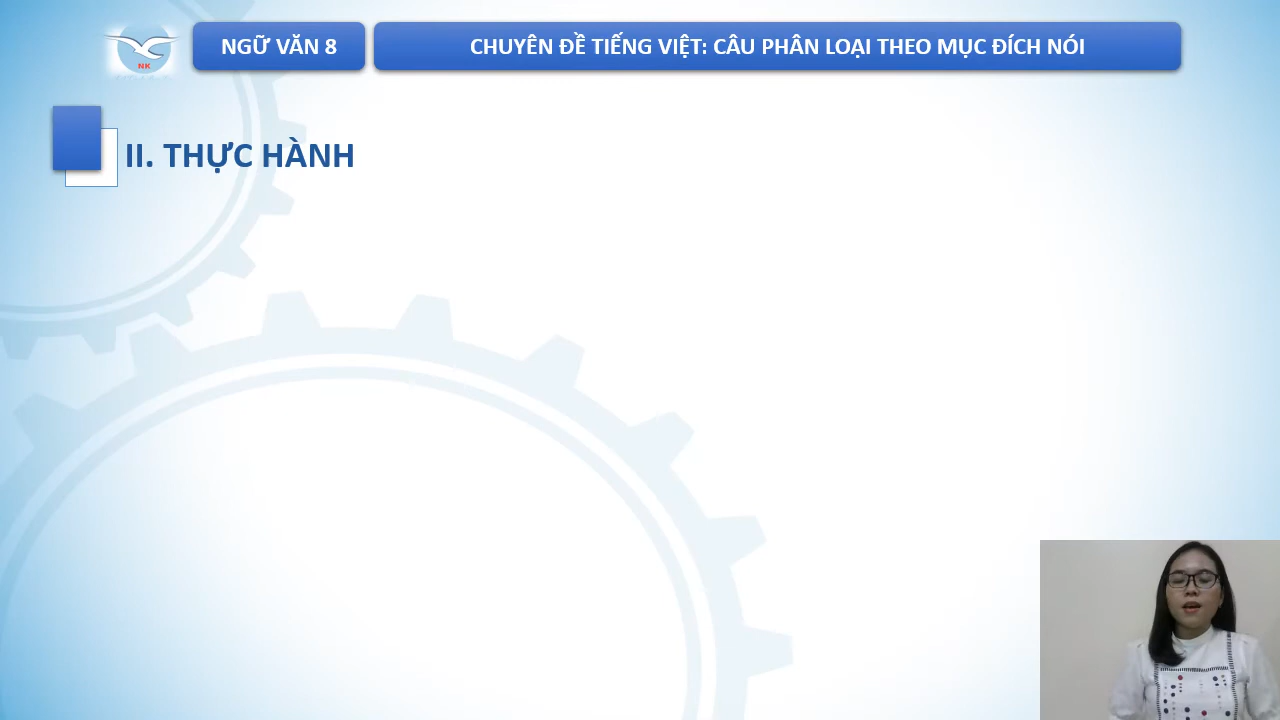 NK
NGỮ VĂN 8
CHUYÊN ĐỀ TIẾNG VIỆT: CÂU PHÂN LOẠI THEO MỤC ĐÍCH NÓI
II. THỰC HÀNH